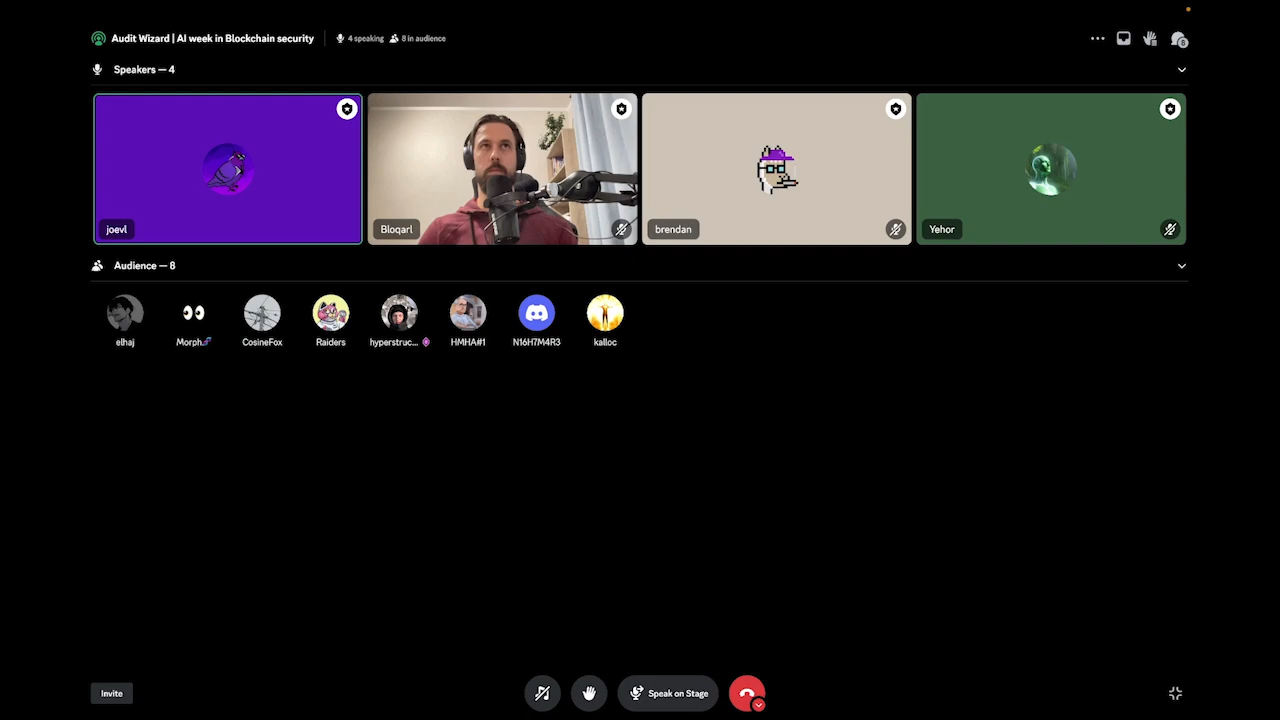 Audit Wizard | AI week in Blockchain security
4 speaking
8 in audience
6
Speakers — 4
joevl
Bloqarl
brendan
Yehor
Audience — 8
elhaj
Morph
CosineFox
Raiders
hyperstruc...
HMHA#1
N16H7M4R3
kalloc
Invite
Speak on Stage